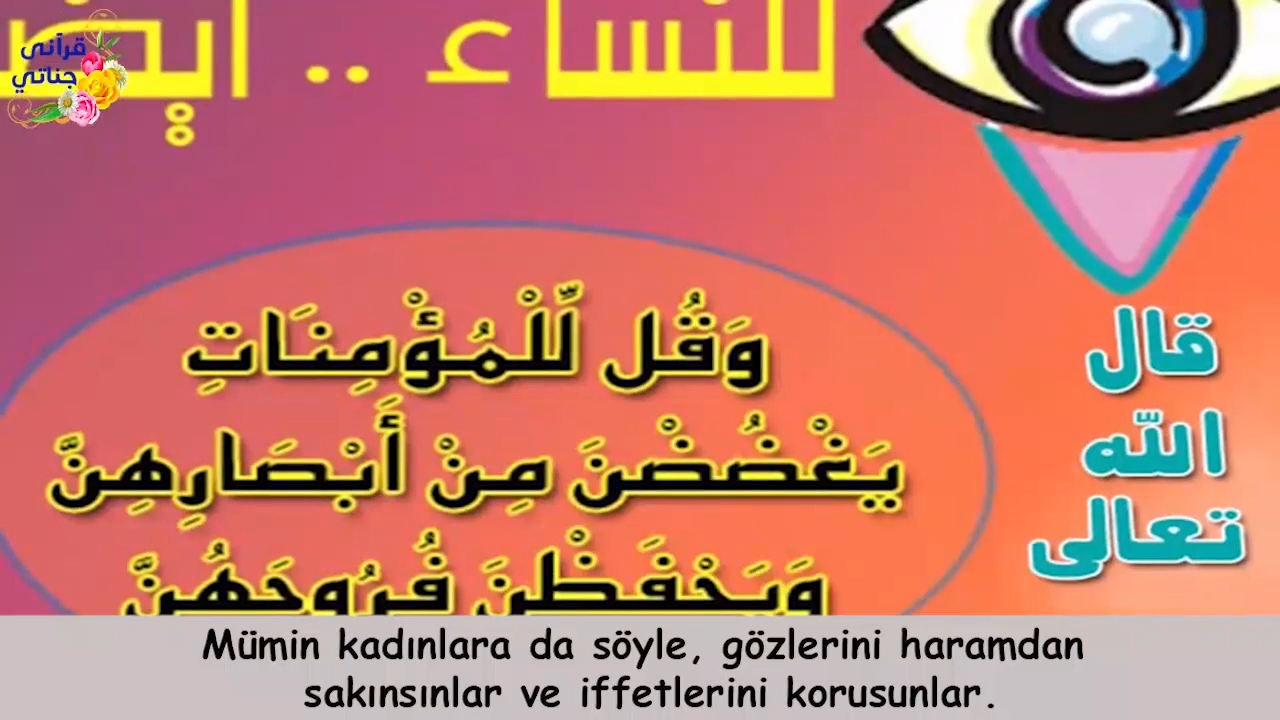 قرآنی
جناتي
للنساء .. أيض
قال
الله
تعالى
وَقُل لِّلْمُؤْمِنَاتِ
يَغْضُضْنَ مِنْ أَبْصَارِهِنَّ
وَيَحْفَظْنَ فُرُوجَهُنَّ
Mümin kadınlara da söyle, gözlerini haramdan
sakınsınlar ve iffetlerini korusunlar.